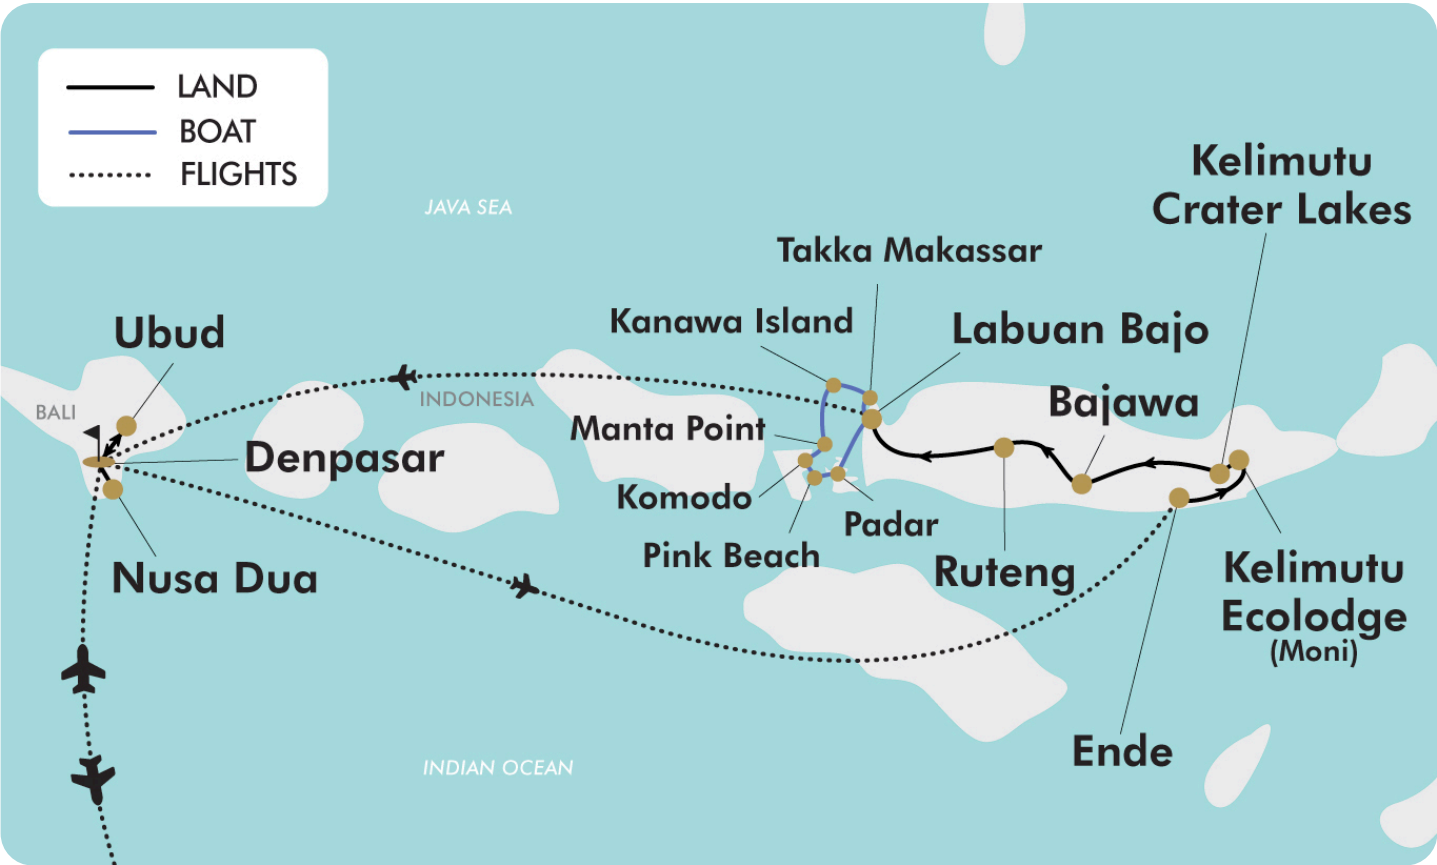 LAND
BOAT
FLIGHTS
JAVA SEA
Kelimutu
Crater Lakes
Takka Makassar
Kanawa Island
Labuan Bajo
Ubud
BALI
INDONESIA
Bajawa
Manta Point
Denpasar
Komodo
Padar
Pink Beach
Ruteng
Nusa Dua
Kelimutu
Ecolodge
(Moni)
Ende
INDIAN OCEAN